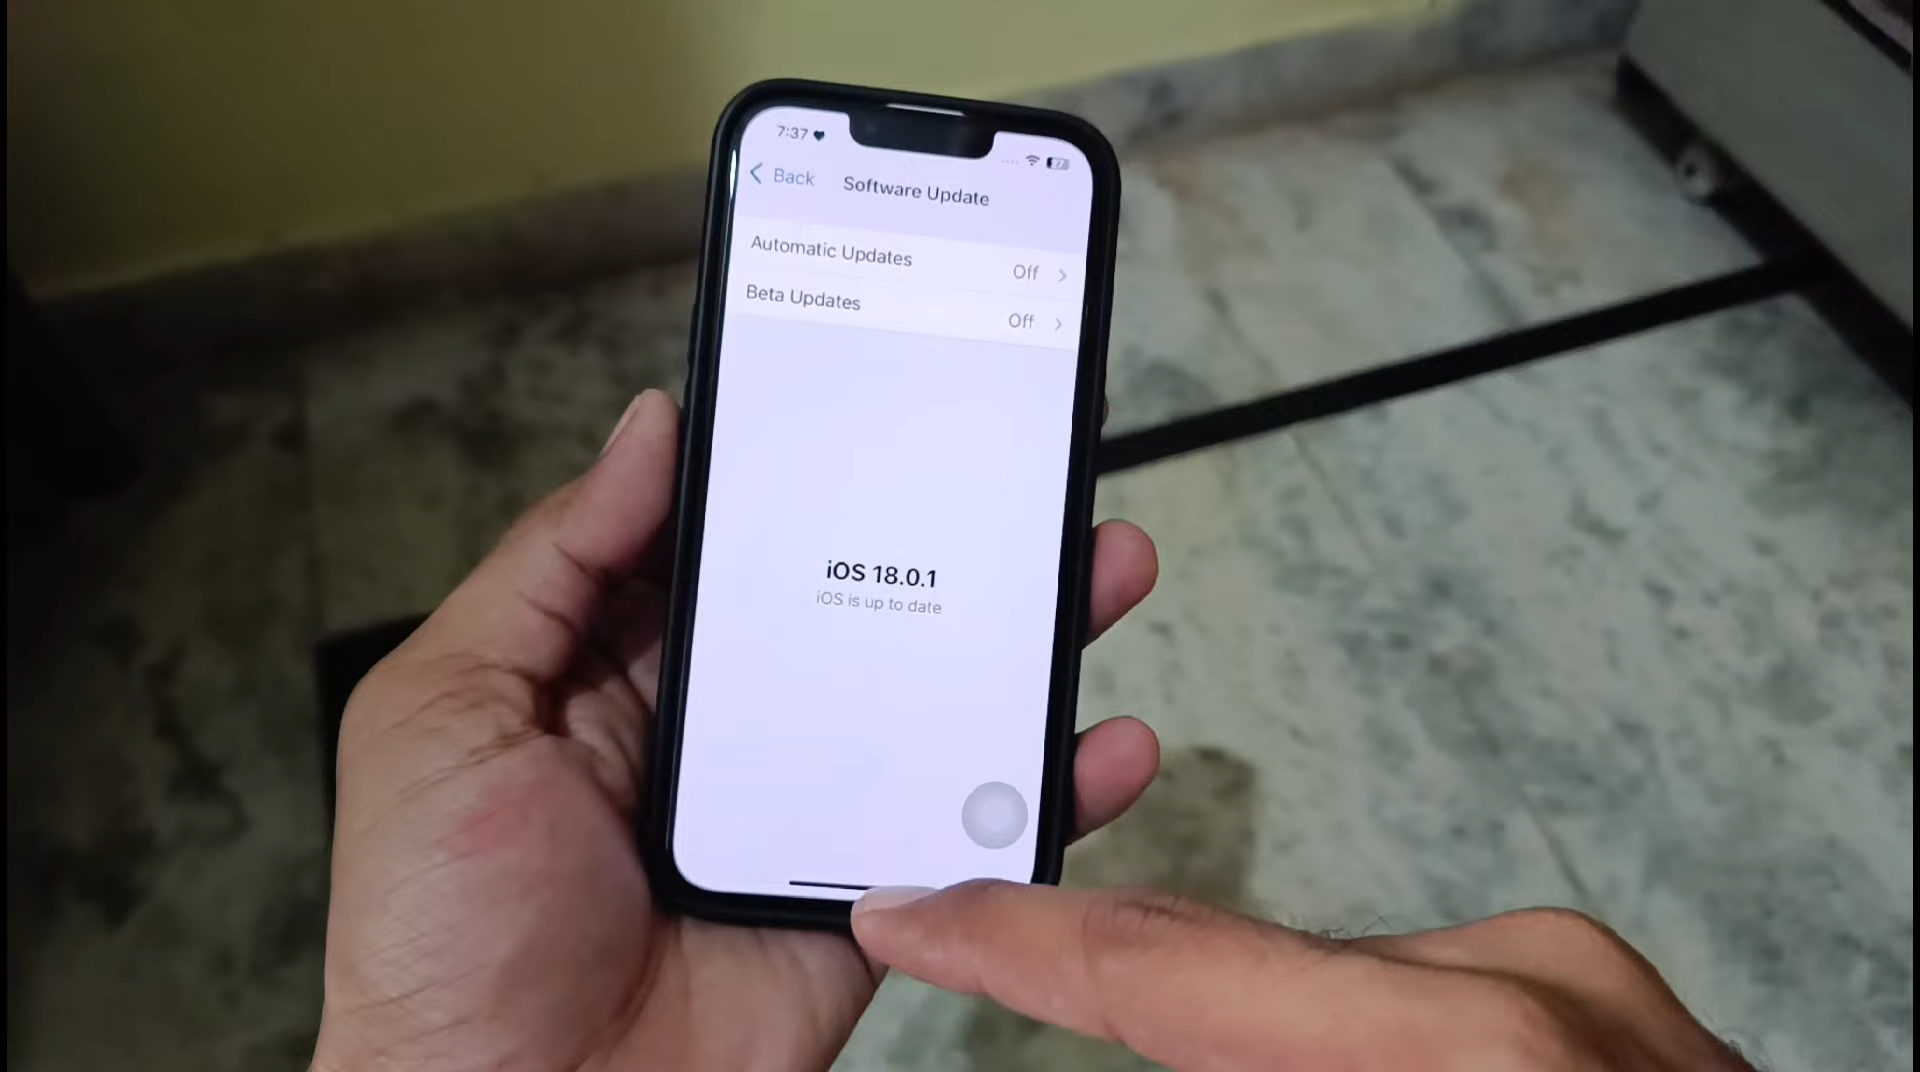 7:37
Back
Software Update
Automatic Updates Off
Beta Updates Off
iOS 18.0.1
iOS is up to date